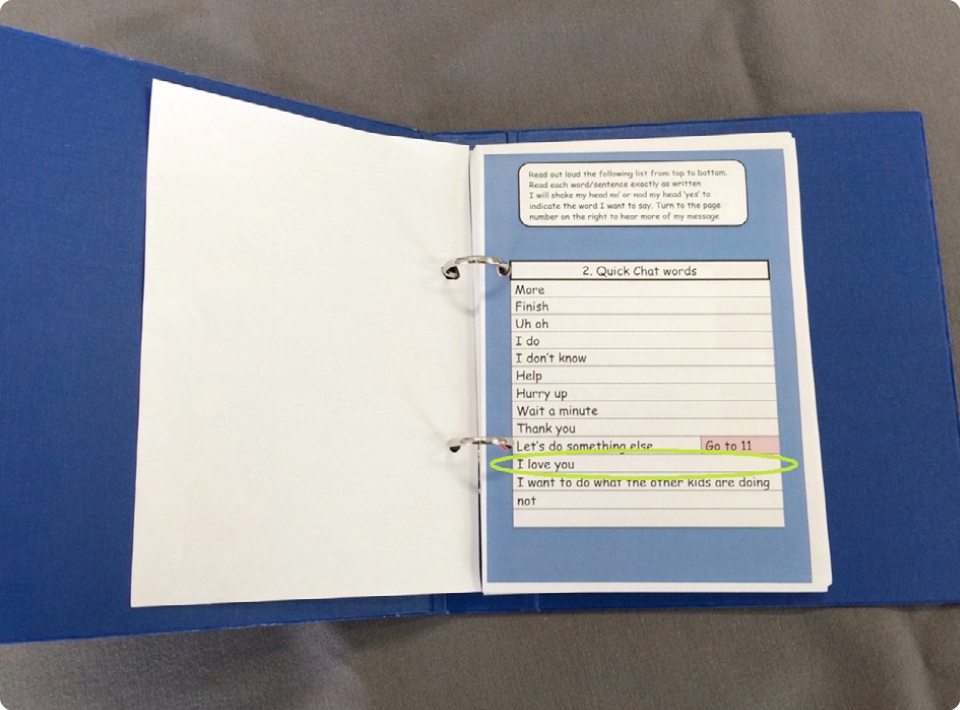 Read out loud the following list from top to bottom.
Read each word/sentence exactly as written
I will shake my head no' or nod my head 'yes' to
indicate the word I want to say. Turn to the page
number on the right to hear more of my message
2. Quick Chat words
More
Finish
Uh oh
I do
I don't know
Help
Hurry up
Wait a minute
Thank you
Let's do something else Go to 11
I love you
I want to do what the other kids are doing
not